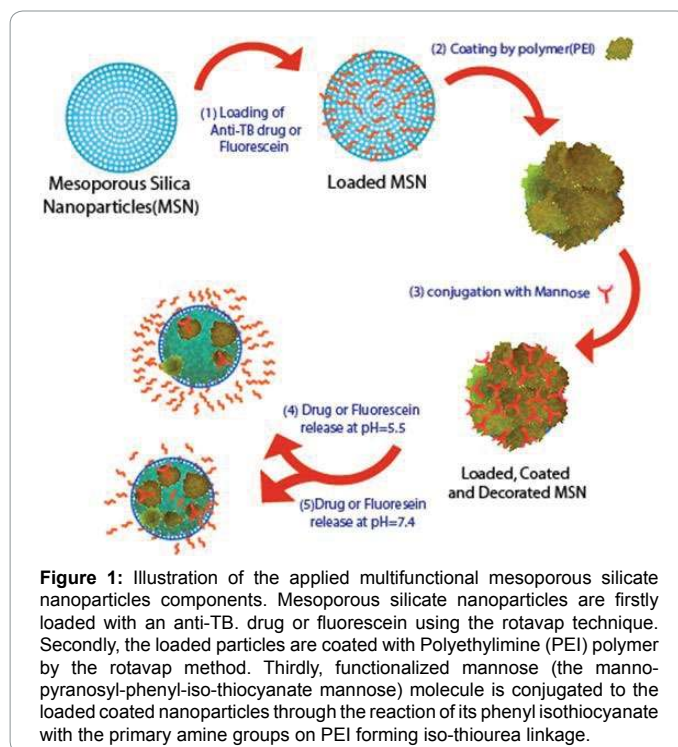 (2) Coating by polymer(PEI)
(1) Loading of
Anti-TB drug or
Fluorescein
Mesoporous Silica
Nanoparticles(MSN)
Loaded MSN
(3) conjugation with Mannose
(4) Drug or Fluorescein
release at pH=5.5
(5)Drug or Fluoresein
release at pH=7.4
Loaded, Coated
and Decorated MSN
Figure 1: Illustration of the applied multifunctional mesoporous silicate
nanoparticles components. Mesoporous silicate nanoparticles are firstly
loaded with an anti-TB. drug or fluorescein using the rotavap technique.
Secondly, the loaded particles are coated with Polyethylimine (PEI) polymer
by the rotavap method. Thirdly, functionalized mannose (the manno-
pyranosyl-phenyl-iso-thiocyanate mannose) molecule is conjugated to the
loaded coated nanoparticles through the reaction of its phenyl isothiocyanate
with the primary amine groups on PEI forming iso-thiourea linkage.